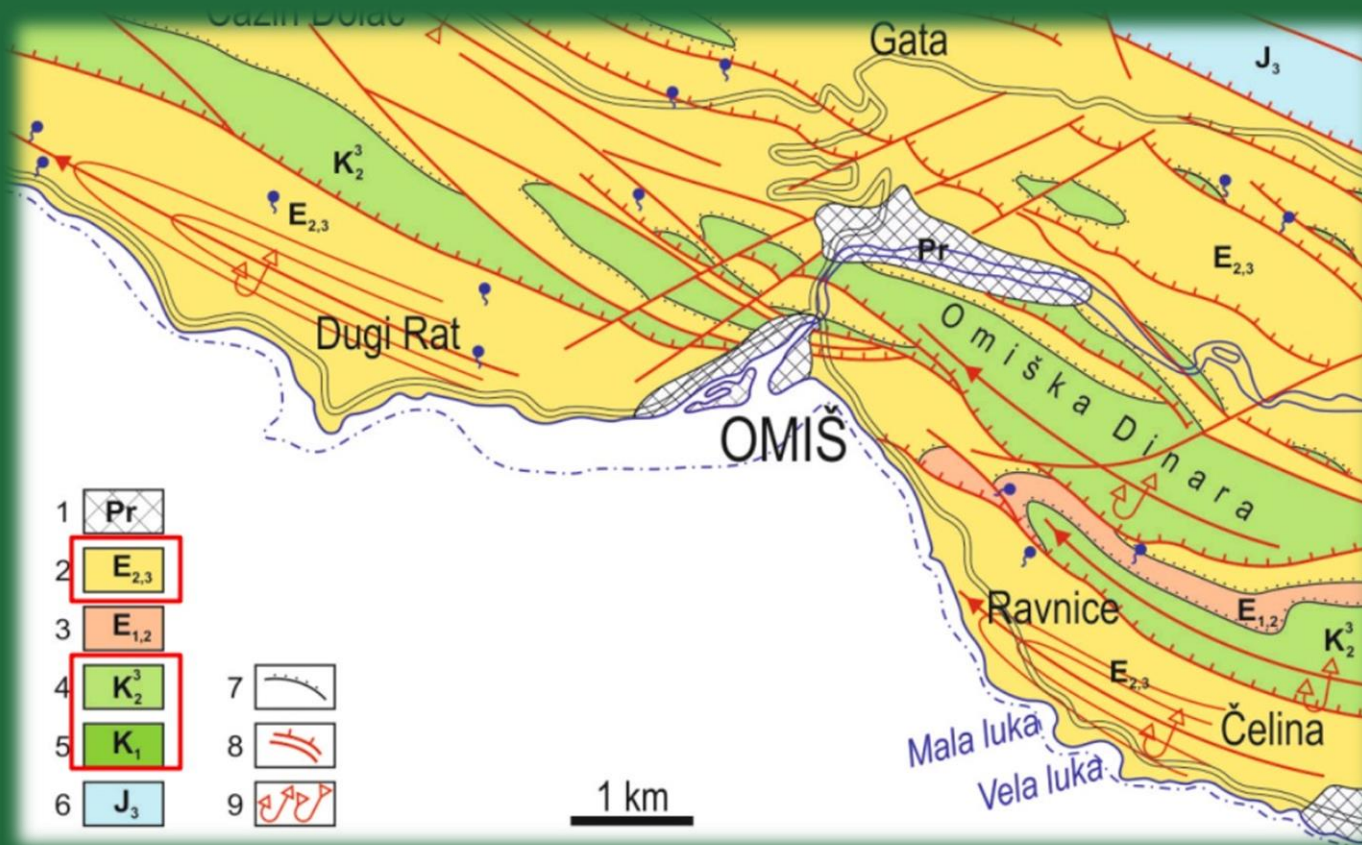 Gazin Dolac
Gata
J₃
K₂³
E₂,₃
Pr
E₂,₃
Dugi Rat
Omiška Dinara
OMIŠ
Ravnice
E₁,₂
K₂³
E₂,₃
Čelina
Mala luka
Vela luka
1 Pr
2 E₂,₃
3 E₁,₂
4 K₂³
5 K₁
6 J₃
7
8
9
1 km